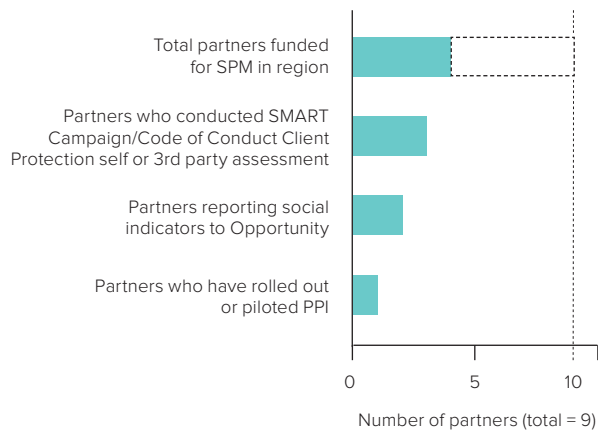 Total partners funded
for SPM in region
Partners who conducted SMART
Campaign/Code of Conduct Client
Protection self or 3rd party assessment
Partners reporting social
indicators to Opportunity
Partners who have rolled out
or piloted PPI
0 5 10
Number of partners (total = 9)